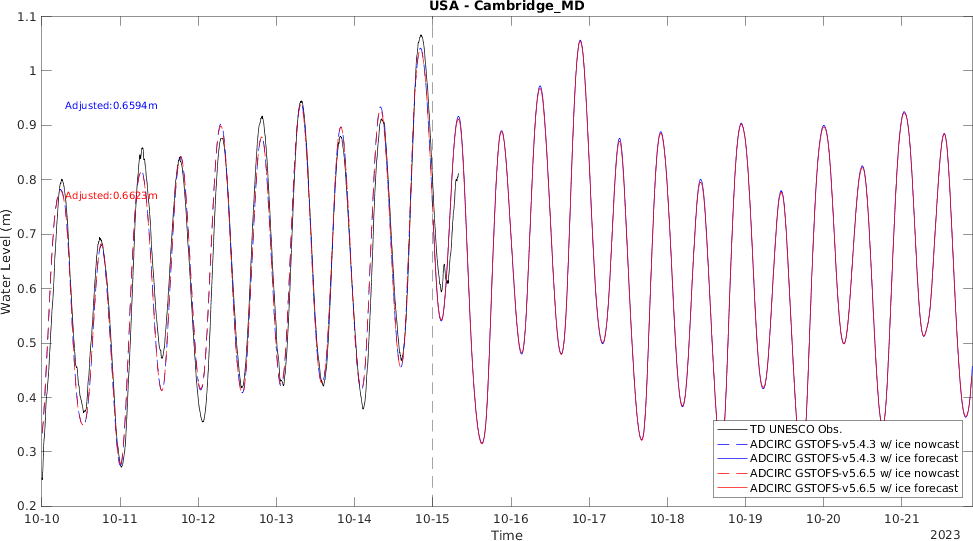 USA - Cambridge_MD
1.1
1
0.9
0.8
0.7
0.6
0.5
0.4
0.3
0.2
Water Level (m)
Adjusted:0.6594m
Adjusted:0.6623m
TD UNESCO Obs.
ADCIRC GSTOFS-v5.4.3 w/ ice nowcast
ADCIRC GSTOFS-v5.4.3 w/ ice forecast
ADCIRC GSTOFS-v5.6.5 w/ ice nowcast
ADCIRC GSTOFS-v5.6.5 w/ ice forecast
10-10 10-11 10-12 10-13 10-14 10-15 10-16 10-17 10-18 10-19 10-20 10-21
Time
2023